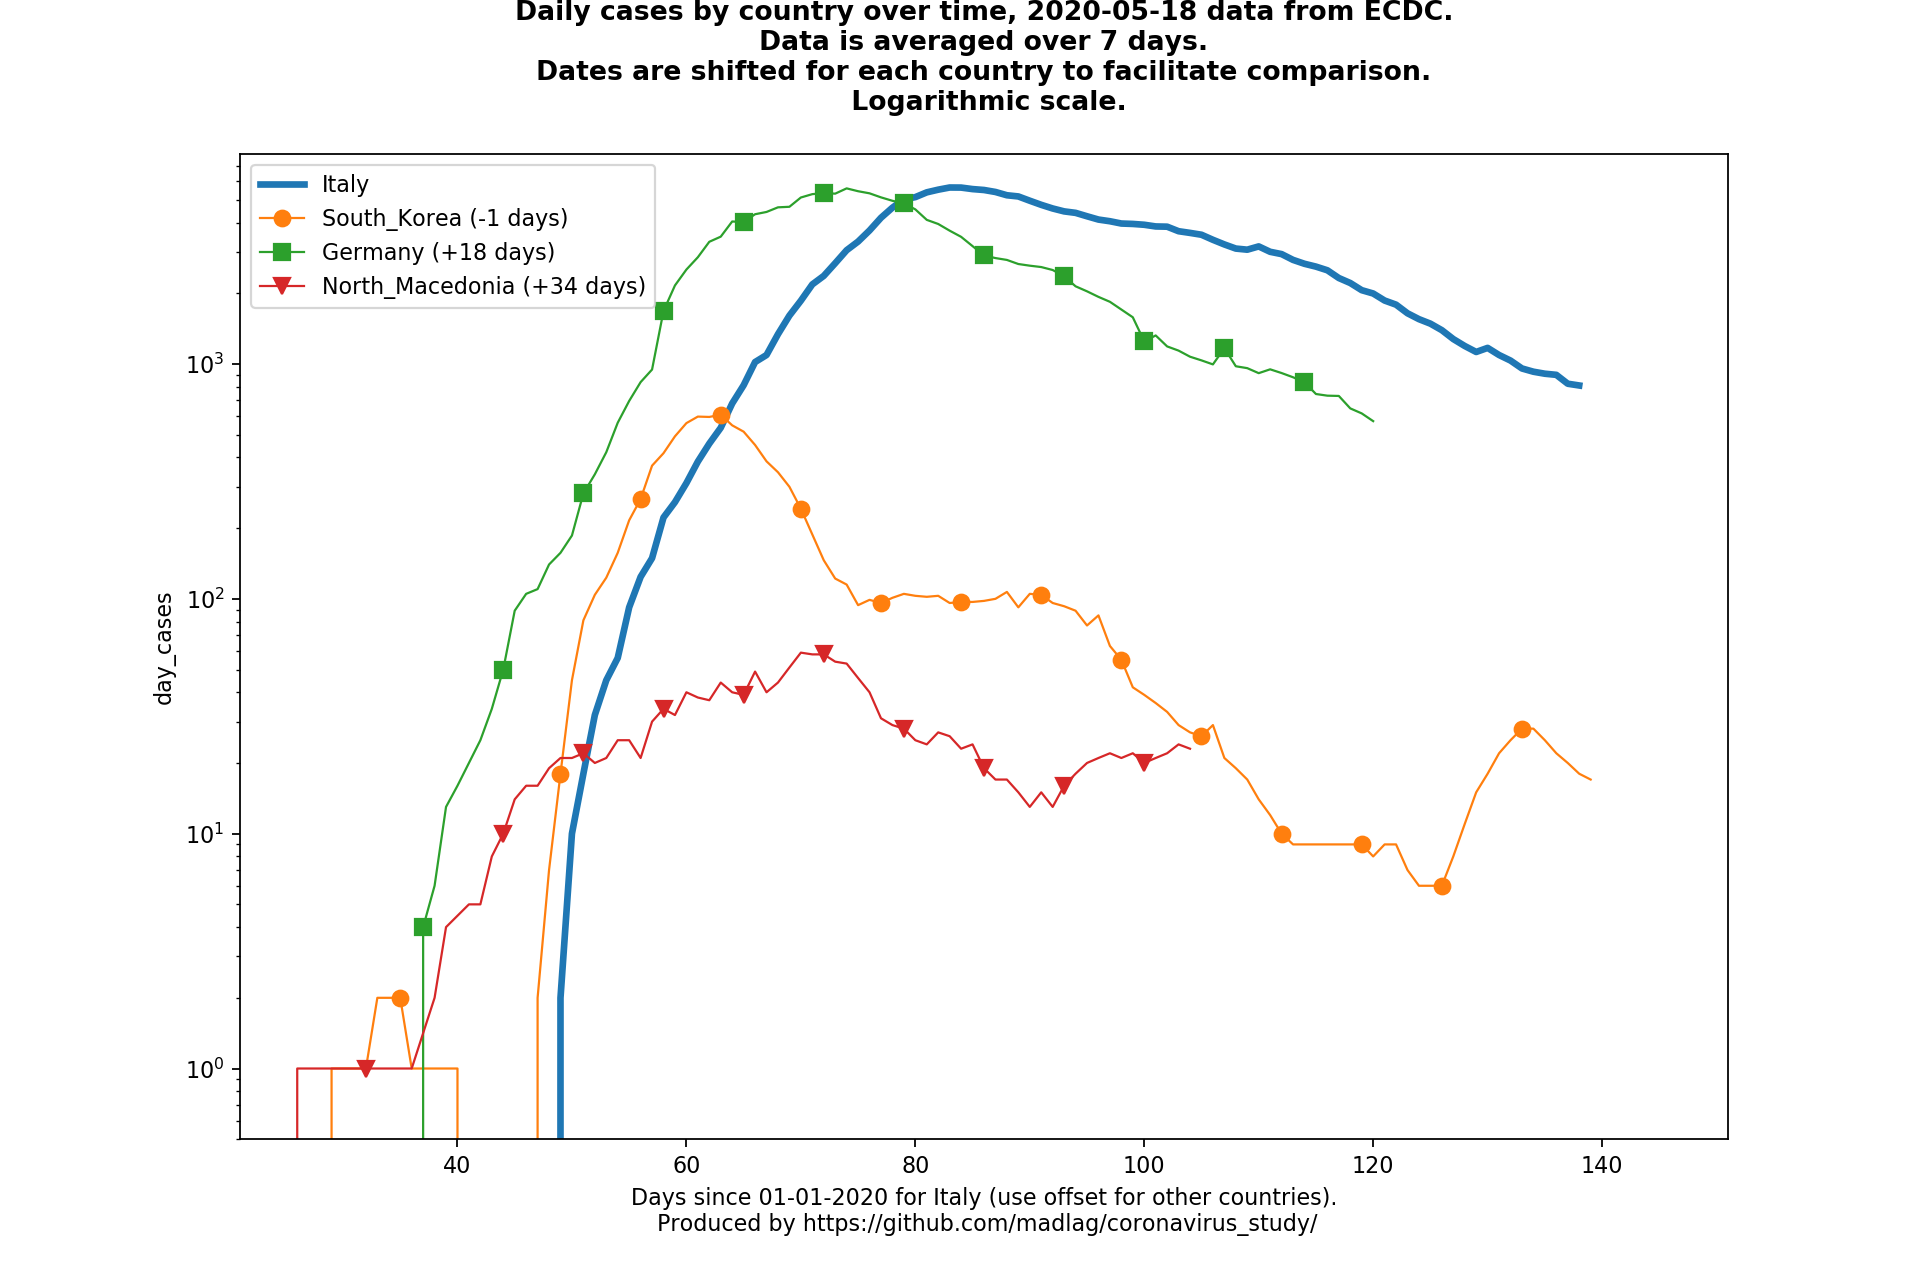 Daily cases by country over time, 2020-05-18 data from ECDC.
Data is averaged over 7 days.
Dates are shifted for each country to facilitate comparison.
Logarithmic scale.
Italy
South_Korea (-1 days)
Germany (+18 days)
North_Macedonia (+34 days)
day_cases
10³
10²
10¹
10⁰
40 60 80 100 120 140
Days since 01-01-2020 for Italy (use offset for other countries).
Produced by https://github.com/madlag/coronavirus_study/